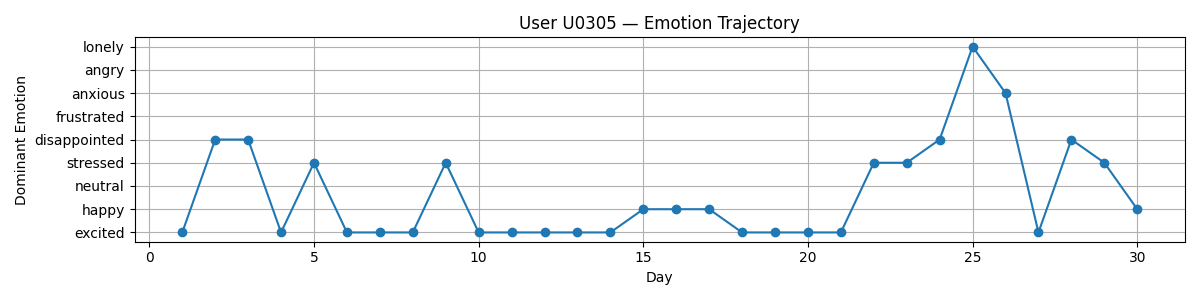 User U0305 — Emotion Trajectory
Dominant Emotion
lonely
angry
anxious
frustrated
disappointed
stressed
neutral
happy
excited
0 5 10 15 20 25 30
Day